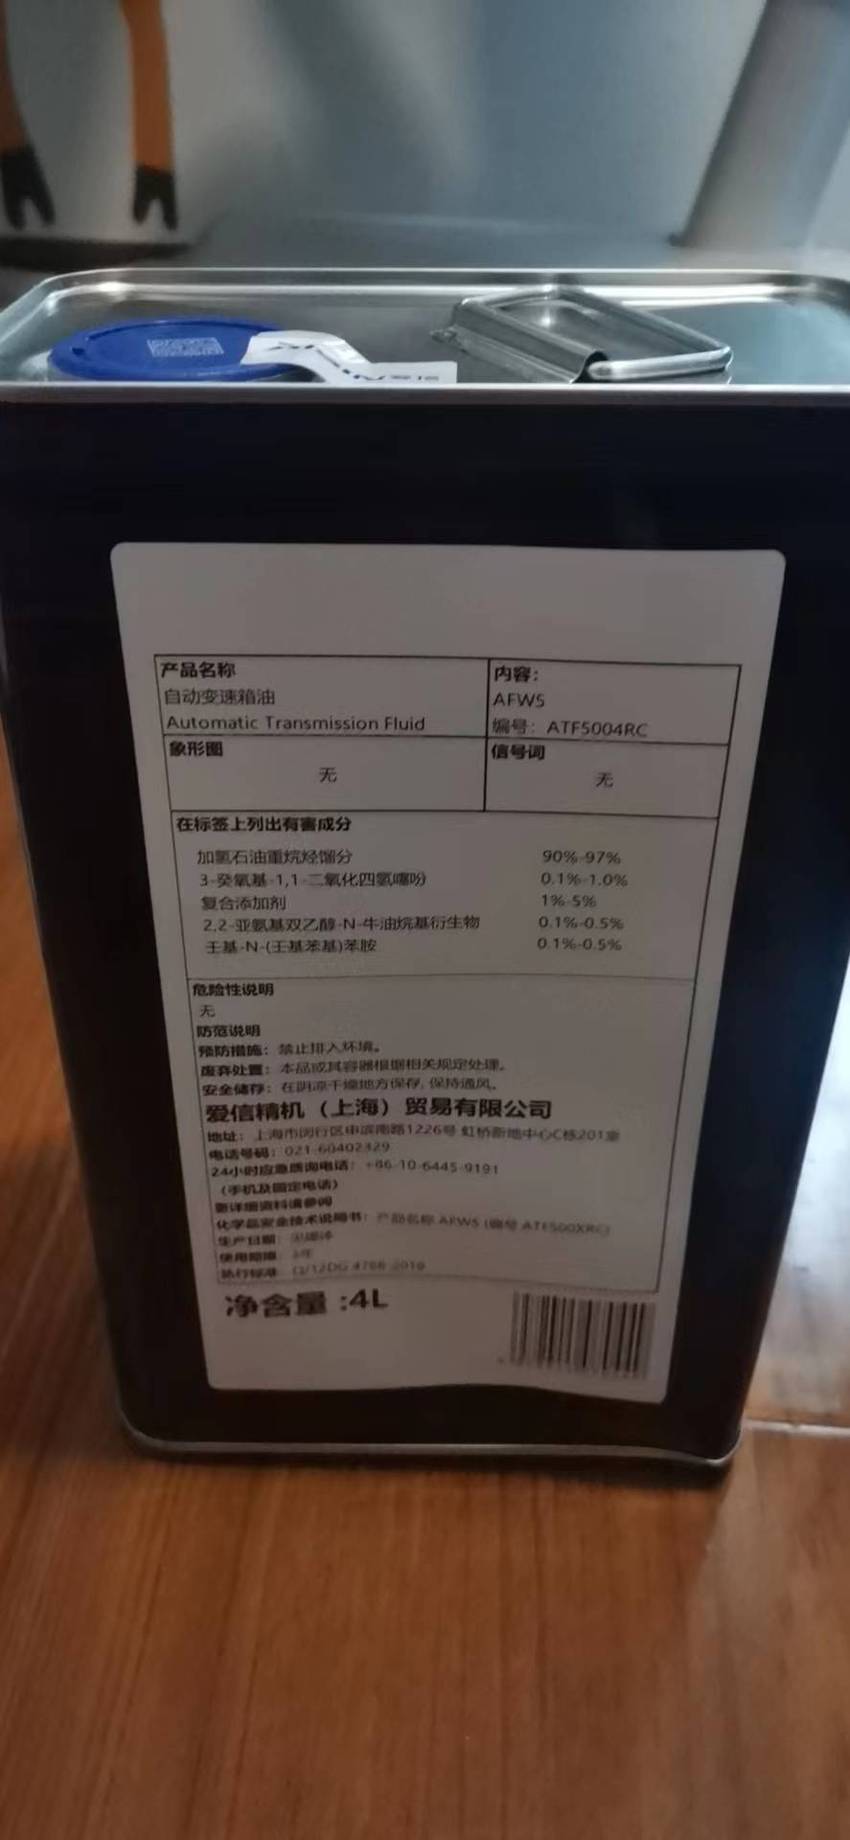 产品名称
自动变速箱油
Automatic Transmission Fluid
内容：
AFW5
编号：ATF5004RC
象形图
无
信号词
无
在标签上列出有害成分
加氢石油重烷烃馏分 90%-97%
3-癸氧基-1,1-二氧化四氢噻吩 0.1%-1.0%
复合添加剂 1%-5%
2,2-亚氨基双乙醇-N-牛油烷基衍生物 0.1%-0.5%
壬基-N-(壬基苯基)苯胺 0.1%-0.5%
危险性说明
无
防范说明
预防措施：禁止排入环境。
废弃处置：本品或其容器根据相关规定处理。
安全储存：在阴凉干燥地方保存, 保持通风。
爱信精机（上海）贸易有限公司
地址：上海市闵行区申滨南路1226号 虹桥新地中心C栋201室
电话号码：021-60402329
24小时应急咨询电话：+86-10-6445-9191
（手机及固定电话）
更详细资料请参阅
化学品安全技术说明书：产品名称 AFW5 (编号 ATF500XRC)
生产日期：见罐体
使用期限
执行标准
净含量 :4L